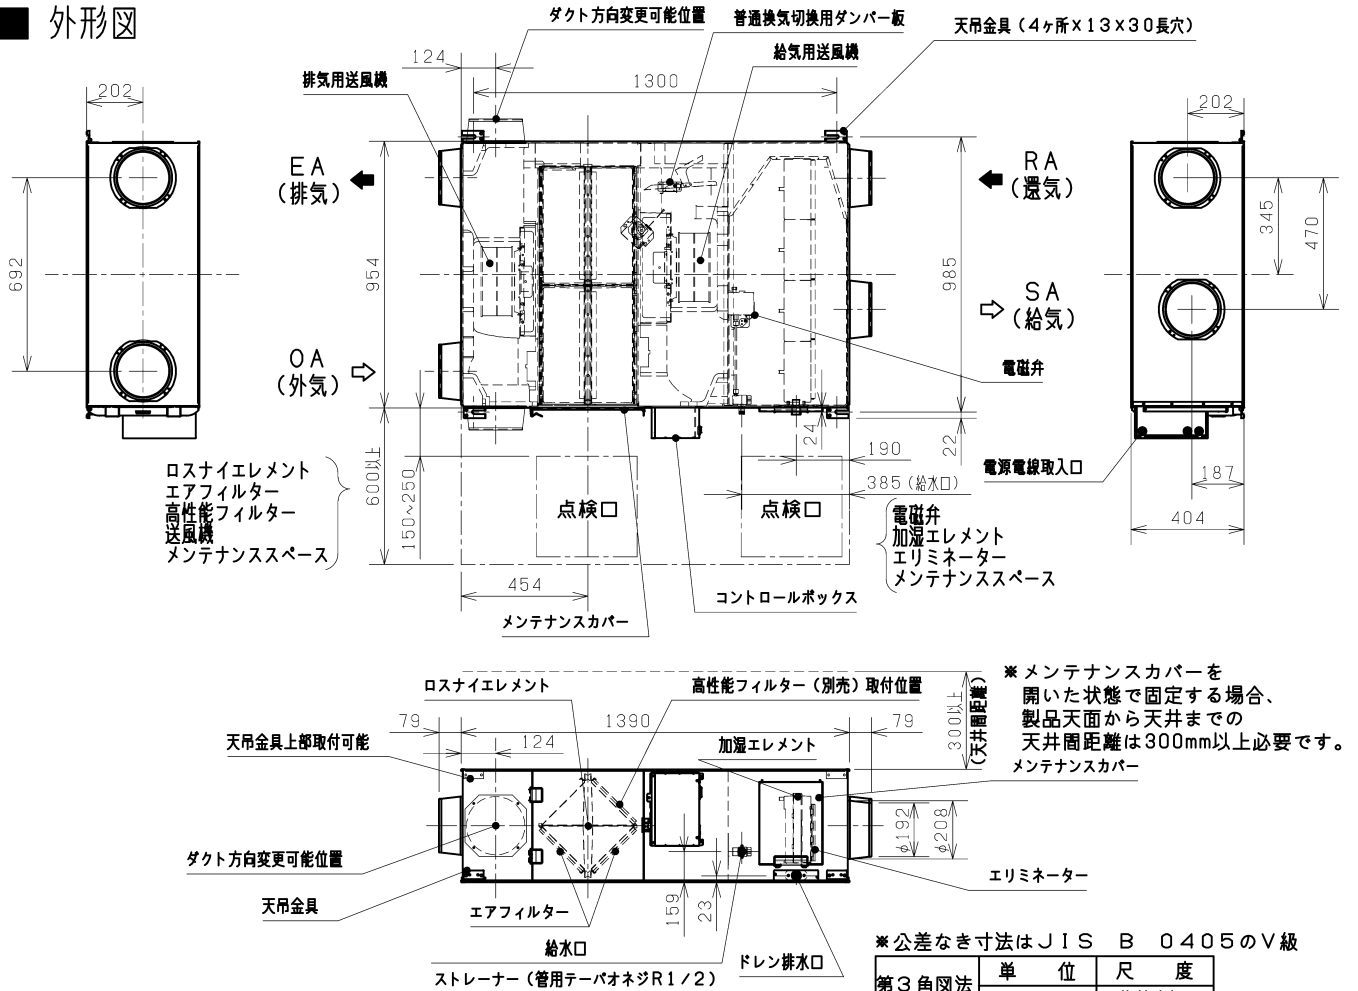 ■ 外形図
ダクト方向変更可能位置
普通換気切換用ダンパー板
天吊金具（4ヶ所×13×30長穴）
給気用送風機
排気用送風機
124
1300
202
202
EA
（排気）
RA
（還気）
692
954
985
345
470
SA
（給気）
OA
（外気）
電磁弁
24
22
190
385（給水口）
電源電線取入口
187
404
ロスナイエレメント
エアフィルター
高性能フィルター
送風機
メンテナンススペース
600以上
150~250
点検口
点検口
電磁弁
加湿エレメント
エリミネーター
メンテナンススペース
454
コントロールボックス
メンテナンスカバー
※メンテナンスカバーを
開いた状態で固定する場合、
製品天面から天井までの
天井間距離は300mm以上必要です。
ロスナイエレメント
高性能フィルター（別売）取付位置
300以上
（天井間距離）
79
1390
79
天吊金具上部取付可能
124
加湿エレメント
メンテナンスカバー
φ192
φ208
ダクト方向変更可能位置
エリミネーター
天吊金具
エアフィルター
159
23
給水口
ストレーナー（管用テーパオネジR1/2）
ドレン排水口
※公差なき寸法はJIS B 0405のV級
第3角図法
単 位
尺 度